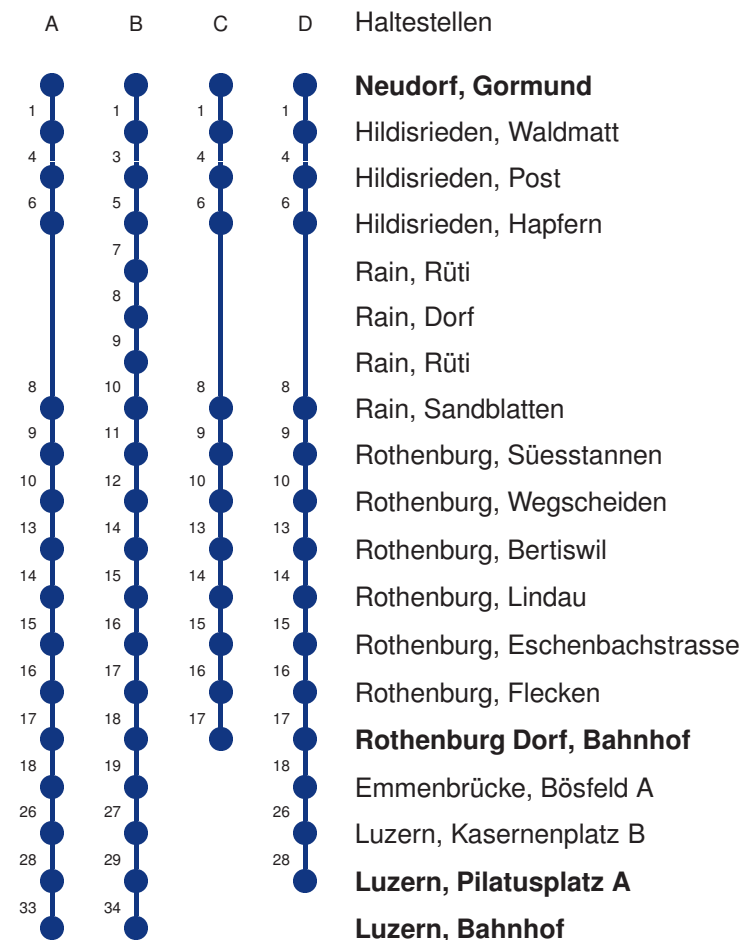 A B C D Haltestellen
Neudorf, Gormund
1 1 1 1
Hildisrieden, Waldmatt
4 3 4 4
Hildisrieden, Post
6 5 6 6
Hildisrieden, Hapfern
7
Rain, Rüti
8
Rain, Dorf
9
Rain, Rüti
8 10 8 8
Rain, Sandblatten
9 11 9 9
Rothenburg, Süesstannen
10 12 10 10
Rothenburg, Wegscheiden
13 14 13 13
Rothenburg, Bertiswil
14 15 14 14
Rothenburg, Lindau
15 16 15 15
Rothenburg, Eschenbachstrasse
16 17 16 16
Rothenburg, Flecken
17 18 17 17
Rothenburg Dorf, Bahnhof
18 19 18
Emmenbrücke, Bösfeld A
26 27 26
Luzern, Kasernenplatz B
28 29 28
Luzern, Pilatusplatz A
33 34
Luzern, Bahnhof